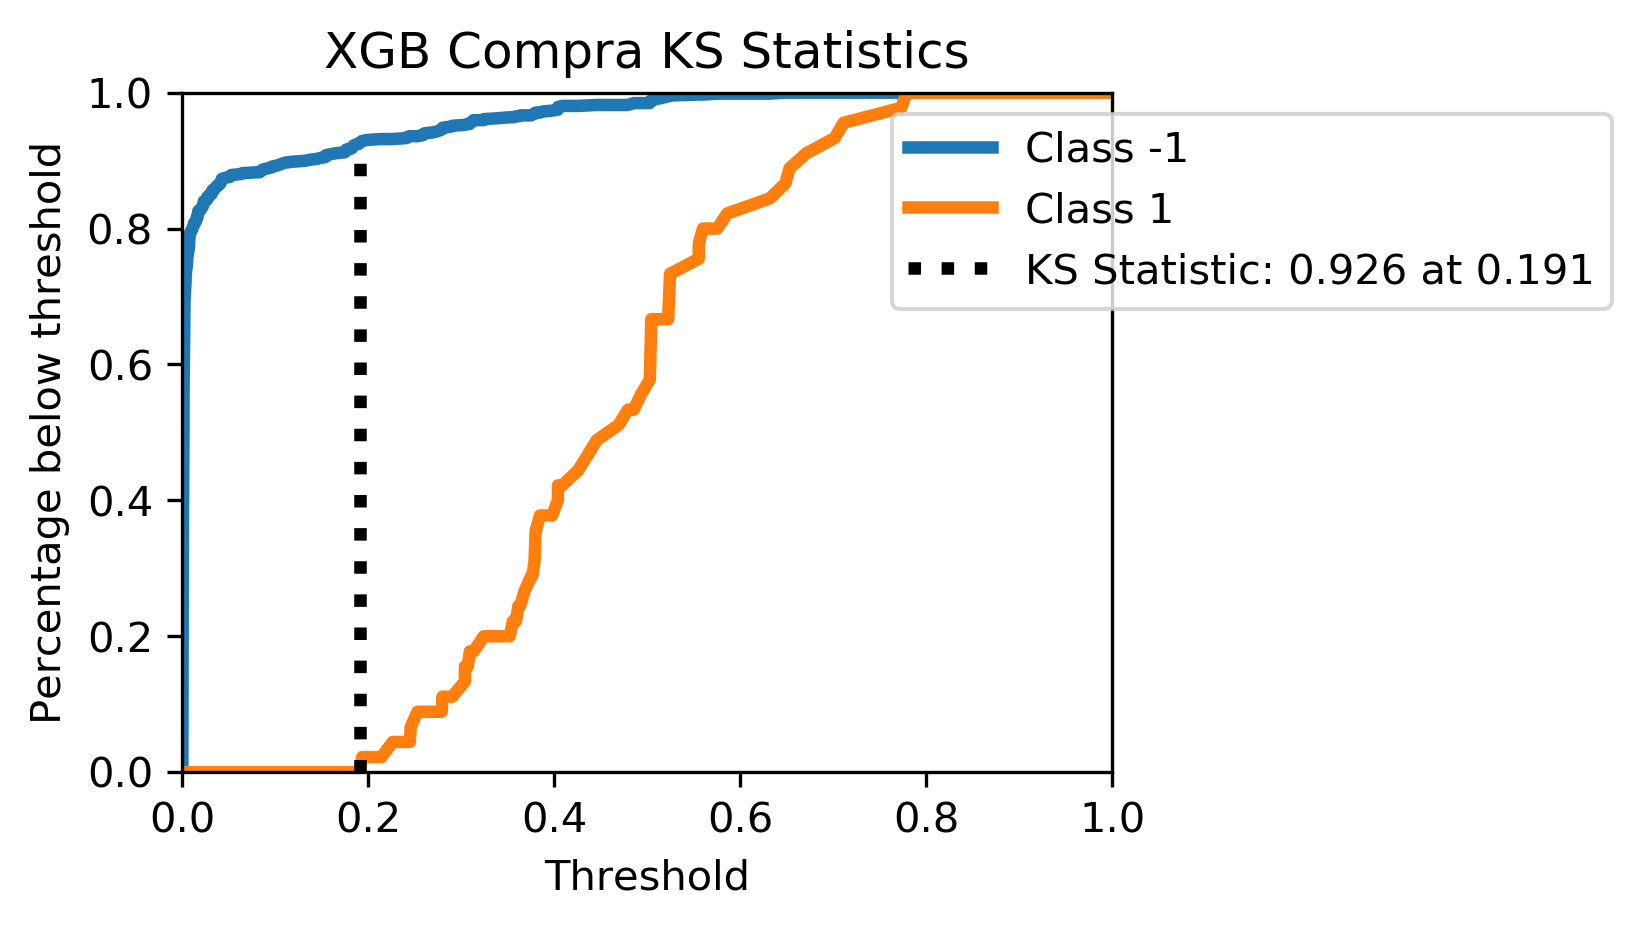 XGB Compra KS Statistics
1.0
0.8
0.6
0.4
0.2
0.0
Percentage below threshold
Class -1
Class 1
KS Statistic: 0.926 at 0.191
0.0 0.2 0.4 0.6 0.8 1.0
Threshold